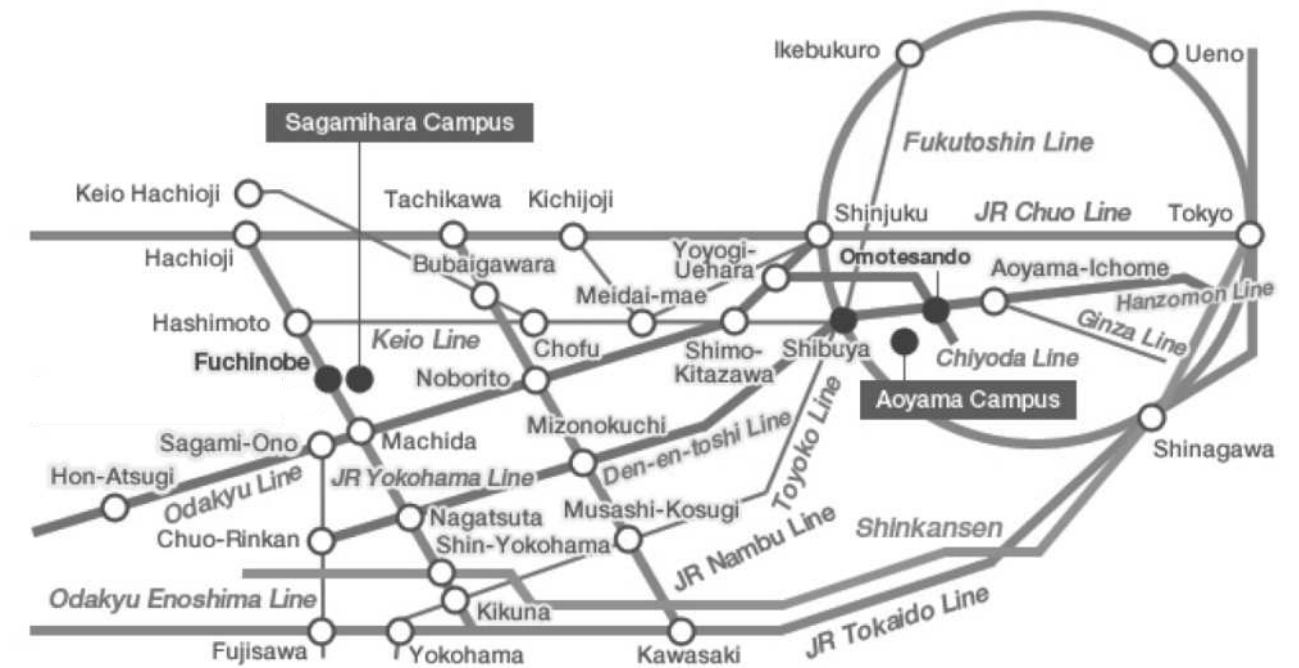 Ikebukuro
Ueno
Sagamihara Campus
Fukutoshin Line
Keio Hachioji
Tachikawa
Kichijoji
Shinjuku
JR Chuo Line
Tokyo
Hachioji
Bubaigawara
Yoyogi-
Uehara
Omotesando
Aoyama-Ichome
Meidai-mae
Hanzomon Line
Hashimoto
Keio Line
Chofu
Shimo-
Kitazawa
Shibuya
Ginza Line
Chiyoda Line
Fuchinobe
Noborito
Aoyama Campus
Sagami-Ono
Machida
Mizonokuchi
Den-en-toshi Line
Toyoko Line
Shinagawa
Hon-Atsugi
Odakyu Line
JR Yokohama Line
Nagatsuta
Musashi-Kosugi
Chuo-Rinkan
Shin-Yokohama
JR Nambu Line
Shinkansen
Odakyu Enoshima Line
Kikuna
JR Tokaido Line
Fujisawa
Yokohama
Kawasaki